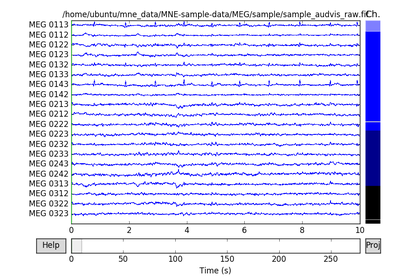 /home/ubuntu/mne_data/MNE-sample-data/MEG/sample/sample_audvis_raw.fif
Ch.
MEG 0113
MEG 0112
MEG 0122
MEG 0123
MEG 0132
MEG 0133
MEG 0143
MEG 0142
MEG 0213
MEG 0212
MEG 0222
MEG 0223
MEG 0232
MEG 0233
MEG 0243
MEG 0242
MEG 0313
MEG 0312
MEG 0322
MEG 0323
0 2 4 6 8 10
Help
Proj
0 50 100 150 200 250
Time (s)